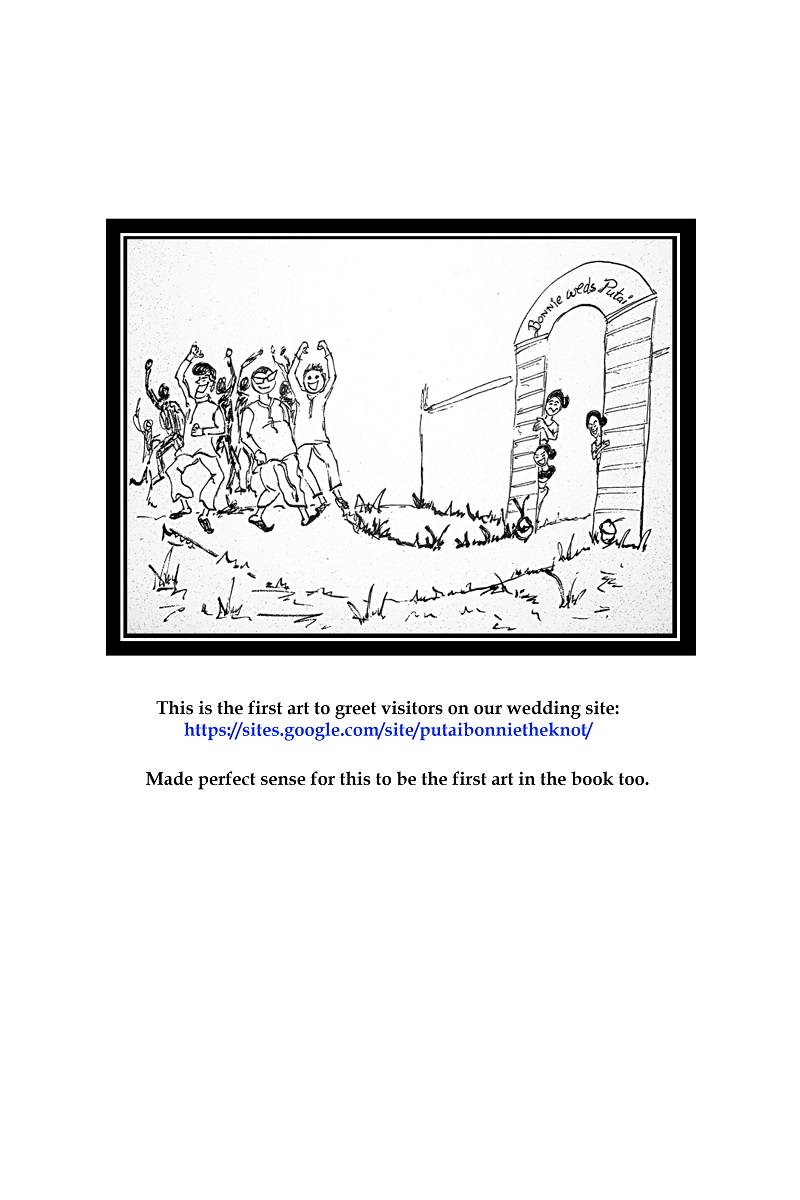 Bonnie weds Putai
This is the first art to greet visitors on our wedding site:
https://sites.google.com/site/putaibonnietheknot/
Made perfect sense for this to be the first art in the book too.